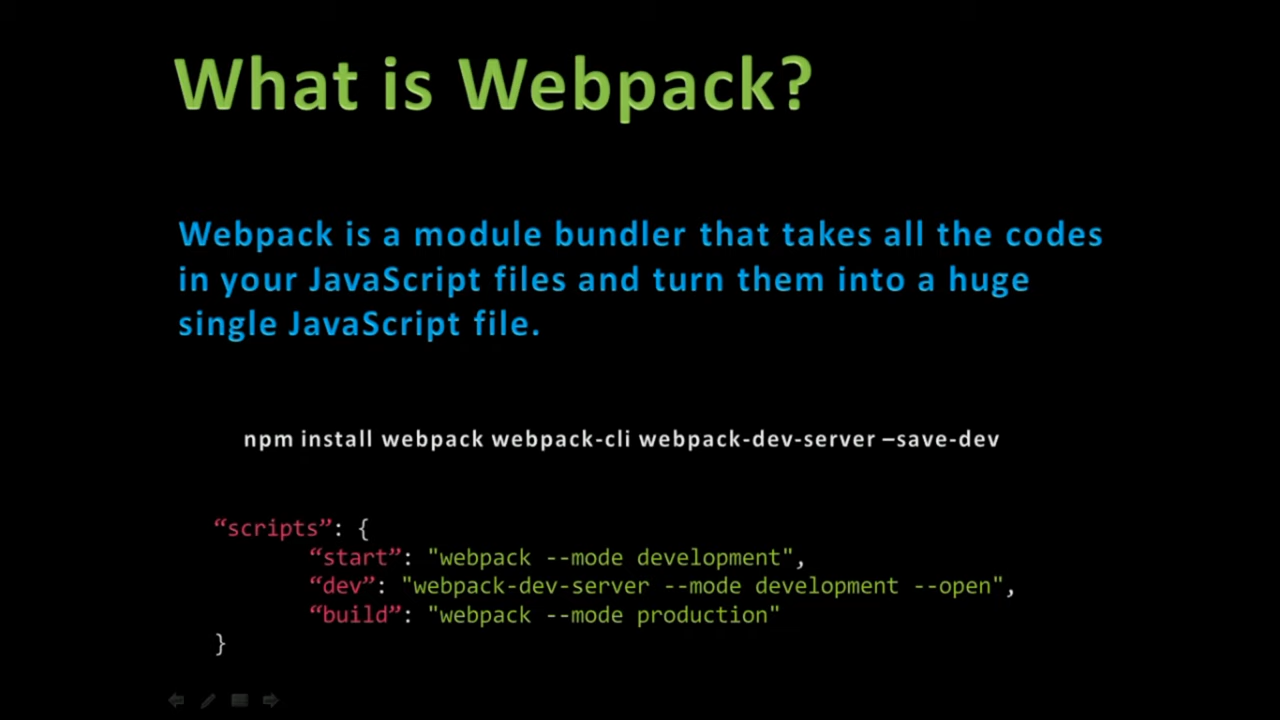 What is Webpack?
Webpack is a module bundler that takes all the codes
in your JavaScript files and turn them into a huge
single JavaScript file.
npm install webpack webpack-cli webpack-dev-server –save-dev
“scripts”: {
“start”: "webpack --mode development",
“dev”: "webpack-dev-server --mode development --open",
“build”: "webpack --mode production"
}